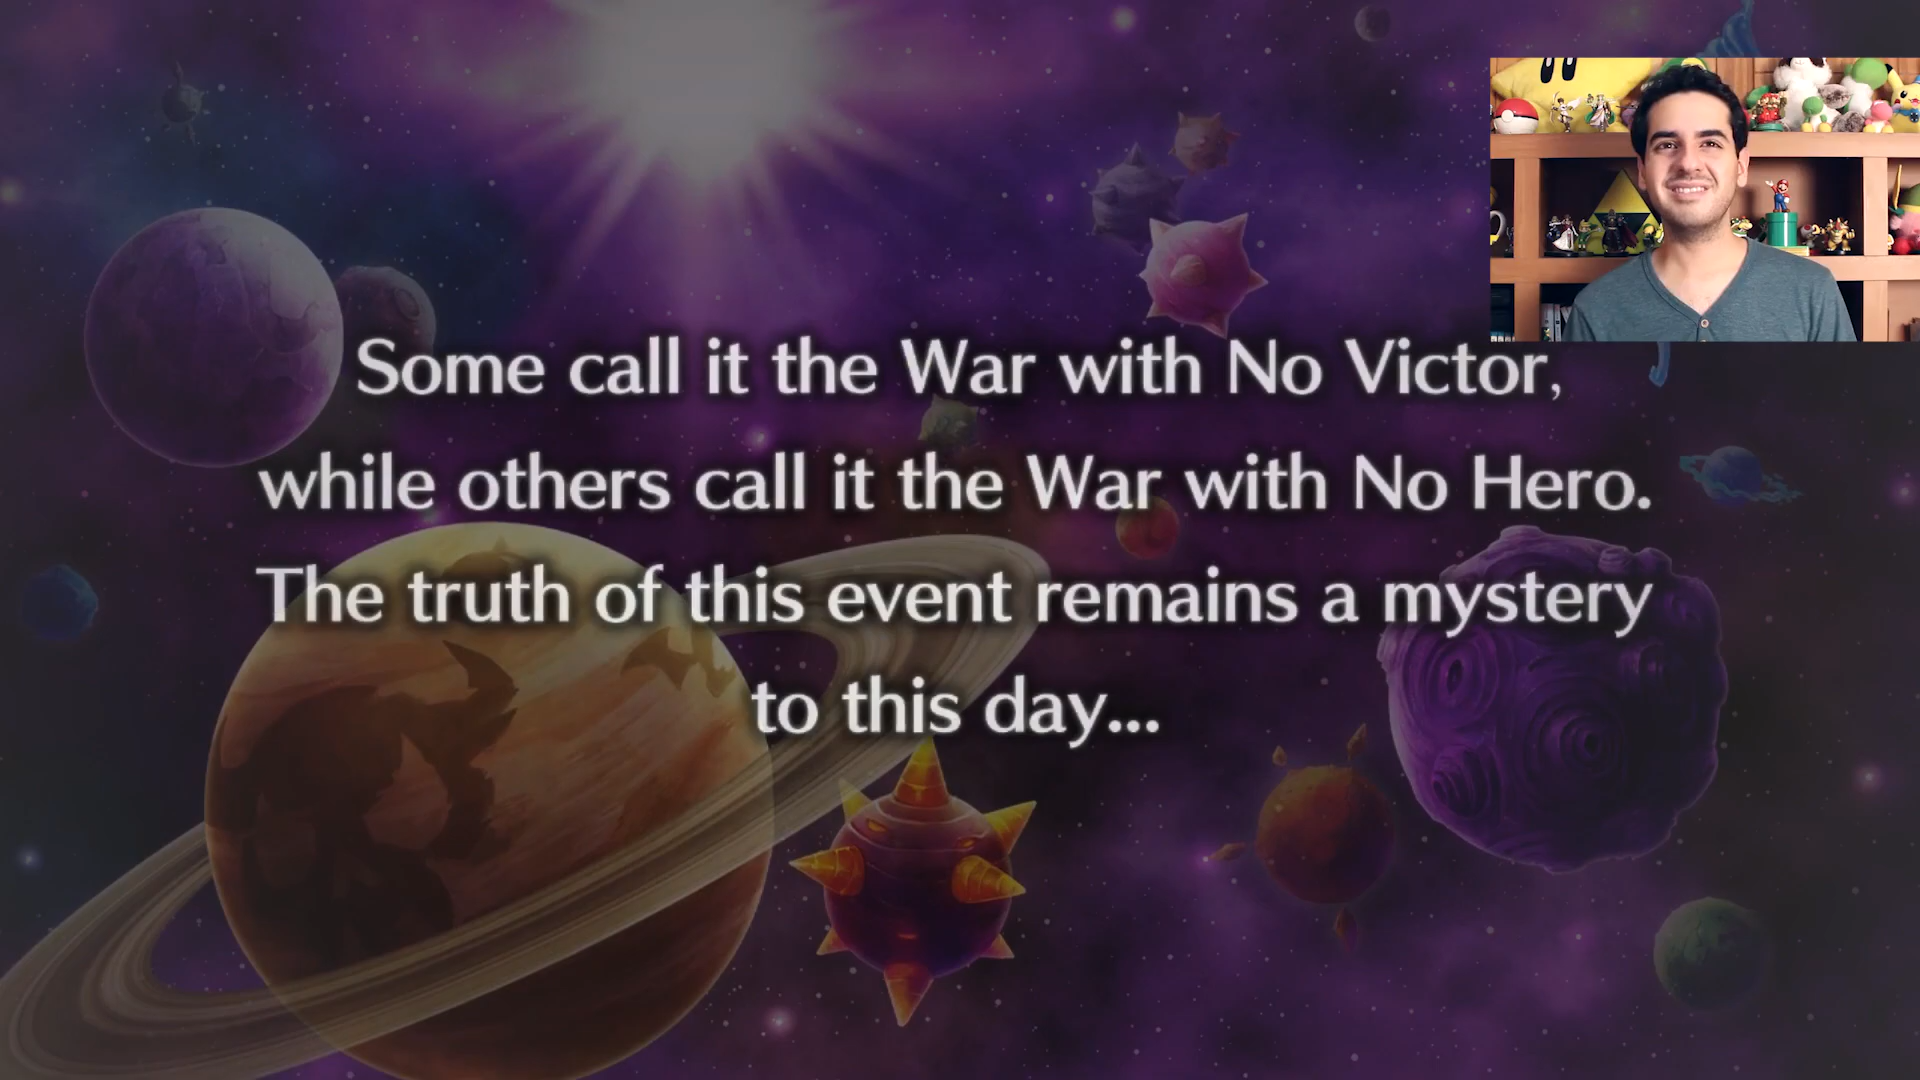 Some call it the War with No Victor,
while others call it the War with No Hero.
The truth of this event remains a mystery
to this day...